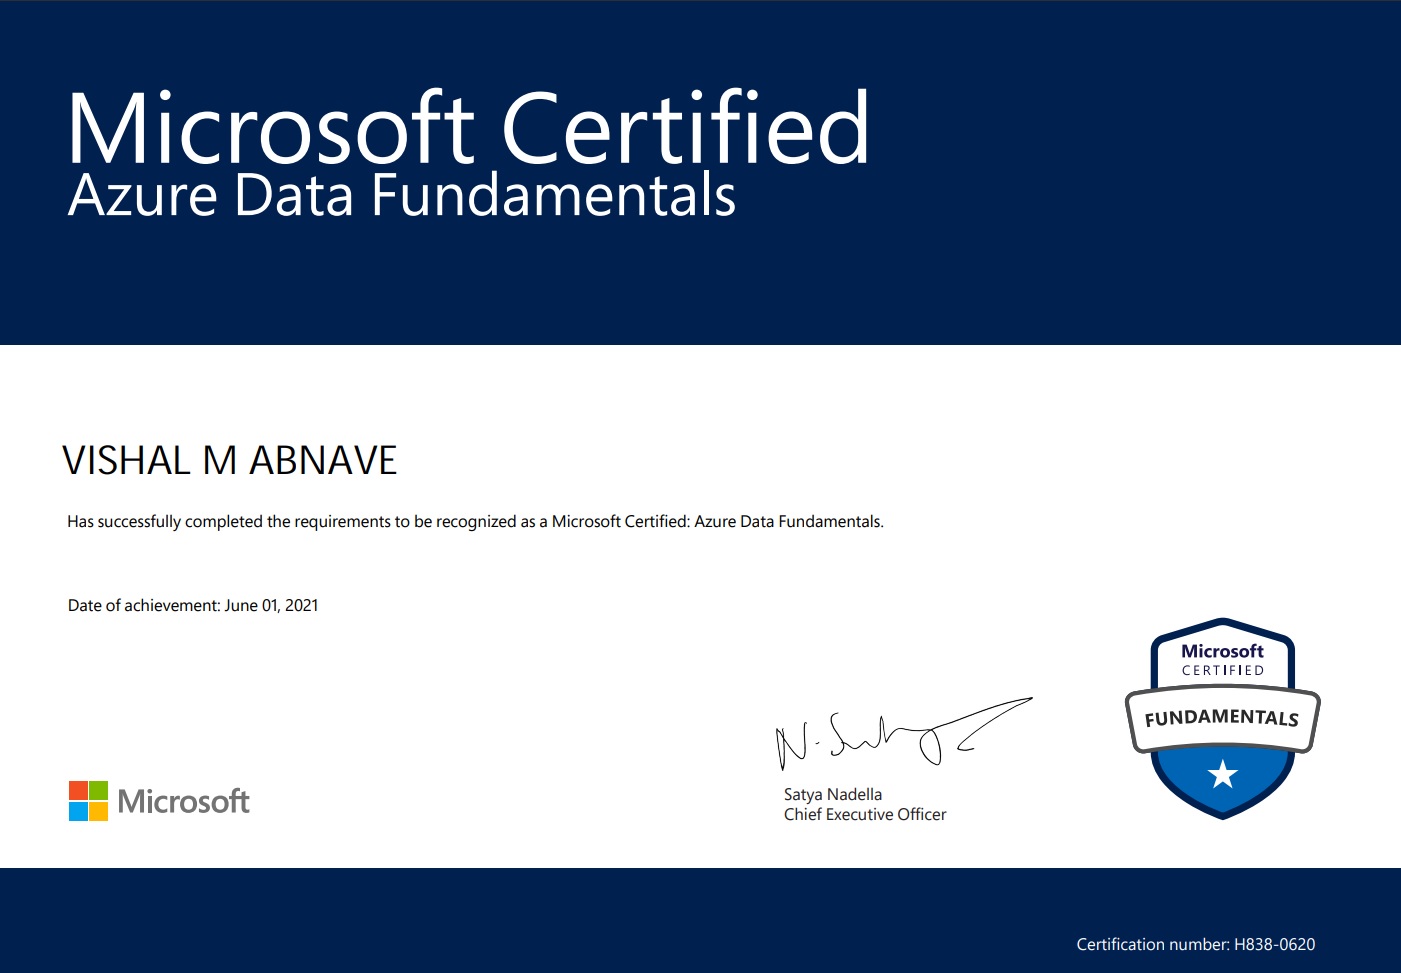 Microsoft Certified
Azure Data Fundamentals
VISHAL M ABNAVE
Has successfully completed the requirements to be recognized as a Microsoft Certified: Azure Data Fundamentals.
Date of achievement: June 01, 2021
Microsoft
CERTIFIED
FUNDAMENTALS
Microsoft
Satya Nadella
Chief Executive Officer
Certification number: H838-0620